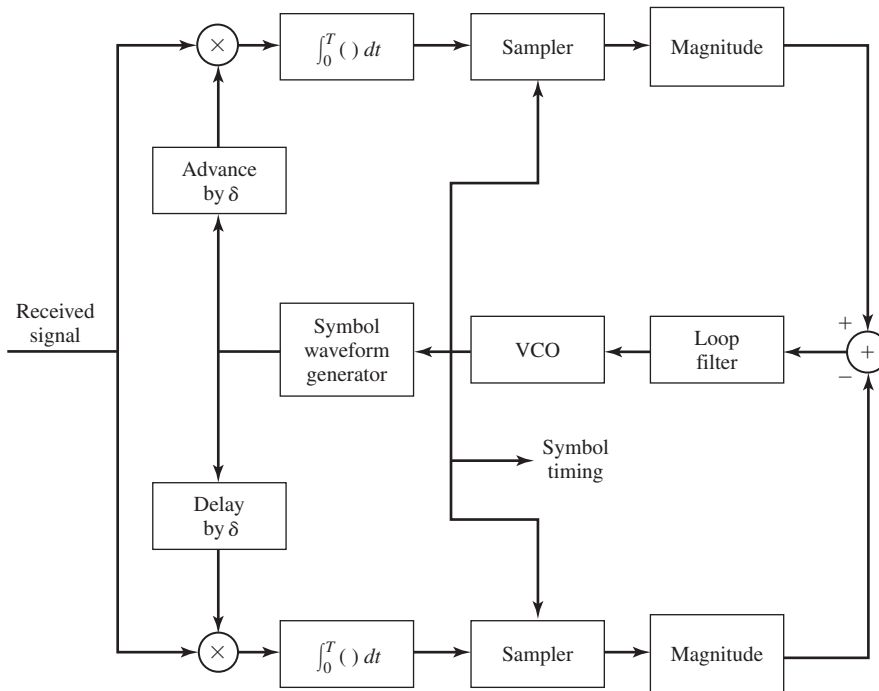 ×
∫₀ᵀ ( ) dt
Sampler
Magnitude
Advance
by δ
Received
signal
Symbol
waveform
generator
VCO
Loop
filter
+
+
−
Symbol
timing
Delay
by δ
×
∫₀ᵀ ( ) dt
Sampler
Magnitude